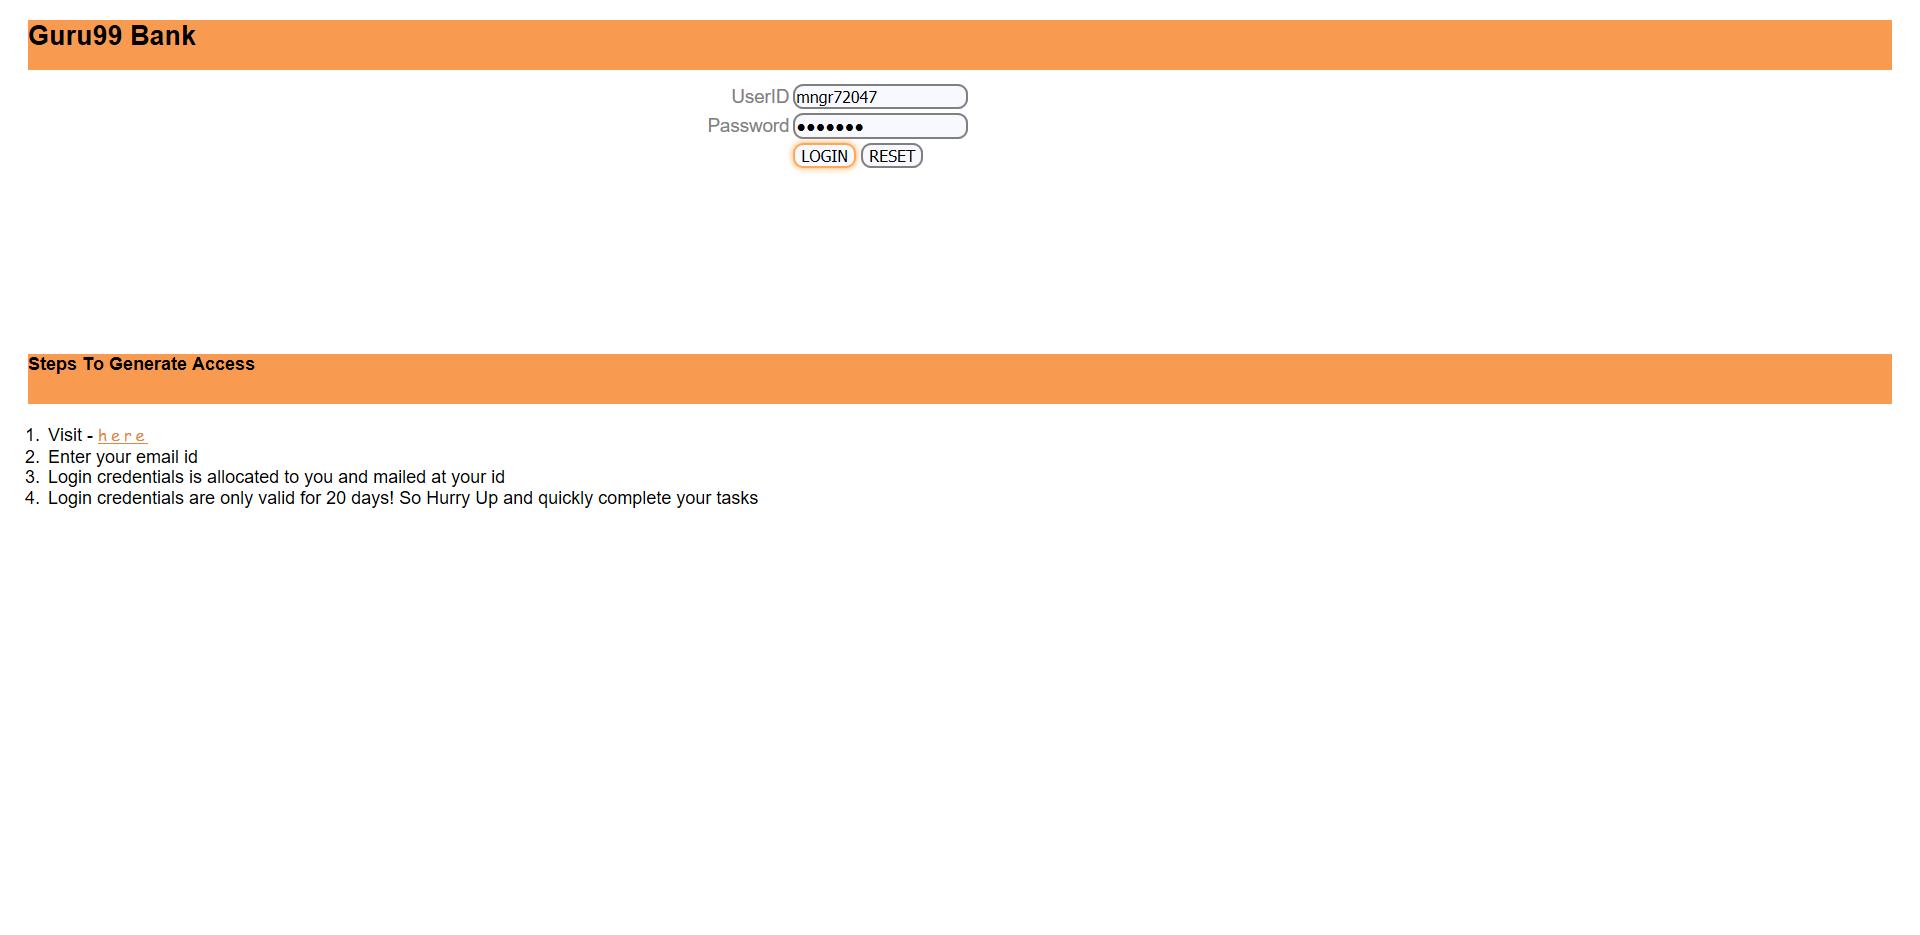 Guru99 Bank
UserID mngr72047
Password •••••••
LOGIN RESET
Steps To Generate Access
1. Visit - here
2. Enter your email id
3. Login credentials is allocated to you and mailed at your id
4. Login credentials are only valid for 20 days! So Hurry Up and quickly complete your tasks